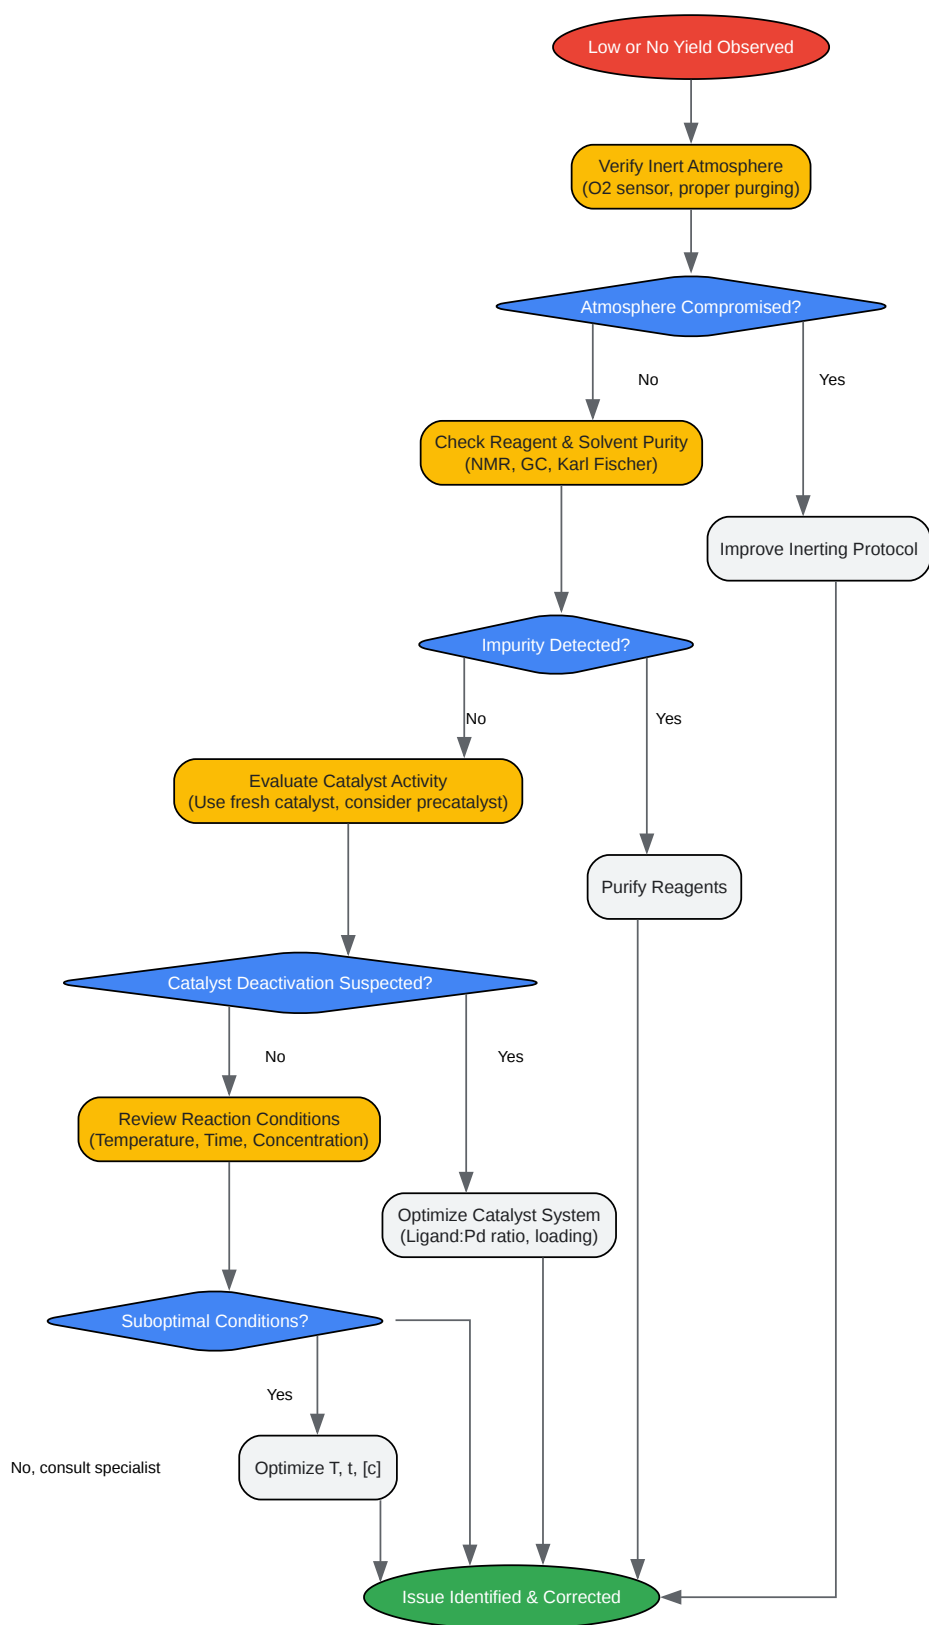 Low or No Yield Observed
Verify Inert Atmosphere
(O2 sensor, proper purging)
Atmosphere Compromised?
No
Yes
Check Reagent & Solvent Purity
(NMR, GC, Karl Fischer)
Improve Inerting Protocol
Impurity Detected?
No
Yes
Evaluate Catalyst Activity
(Use fresh catalyst, consider precatalyst)
Purify Reagents
Catalyst Deactivation Suspected?
No
Yes
Review Reaction Conditions
(Temperature, Time, Concentration)
Optimize Catalyst System
(Ligand:Pd ratio, loading)
Suboptimal Conditions?
Yes
No, consult specialist
Optimize T, t, [c]
Issue Identified & Corrected